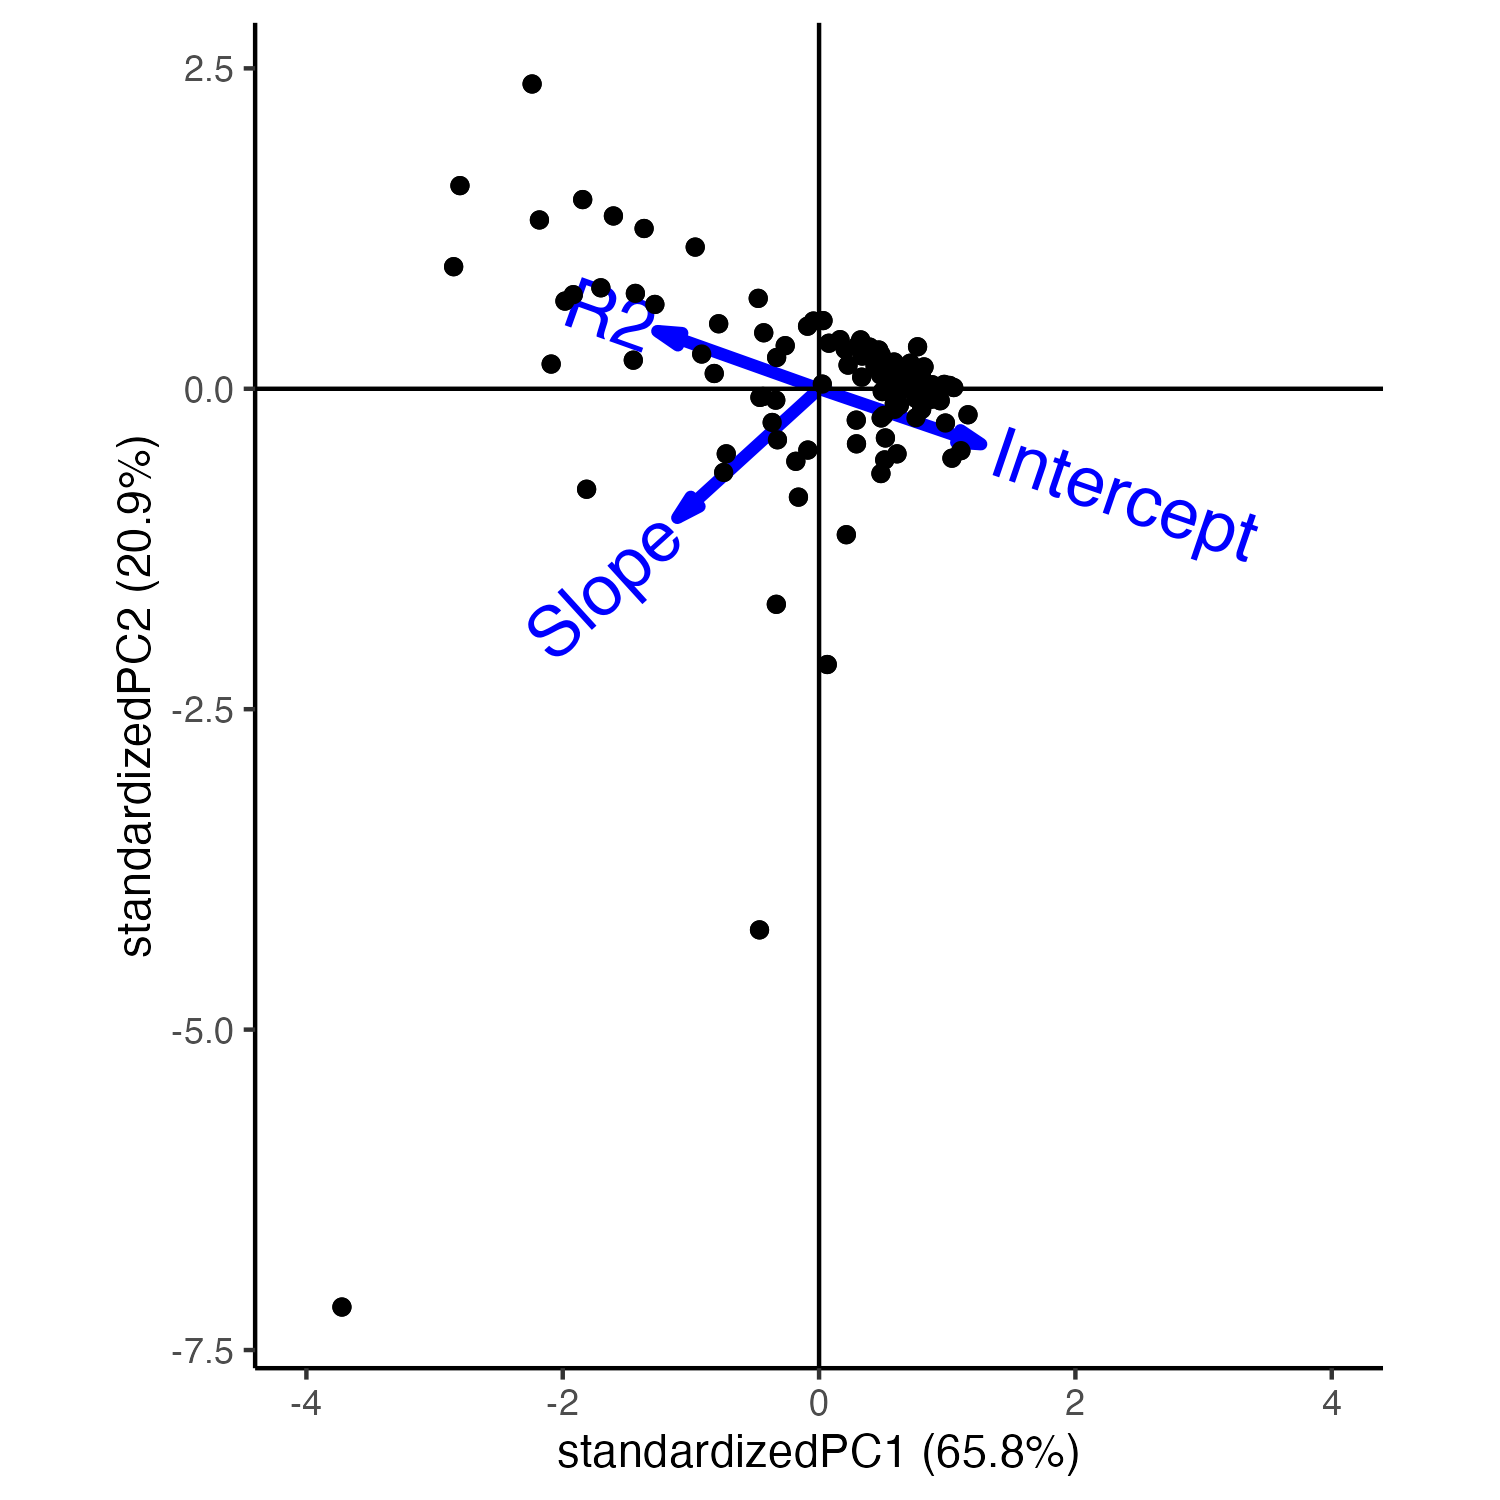 2.5
0.0
-2.5
-5.0
-7.5
standardizedPC2 (20.9%)
R2
Intercept
Slope
-4
-2
0
2
4
standardizedPC1 (65.8%)